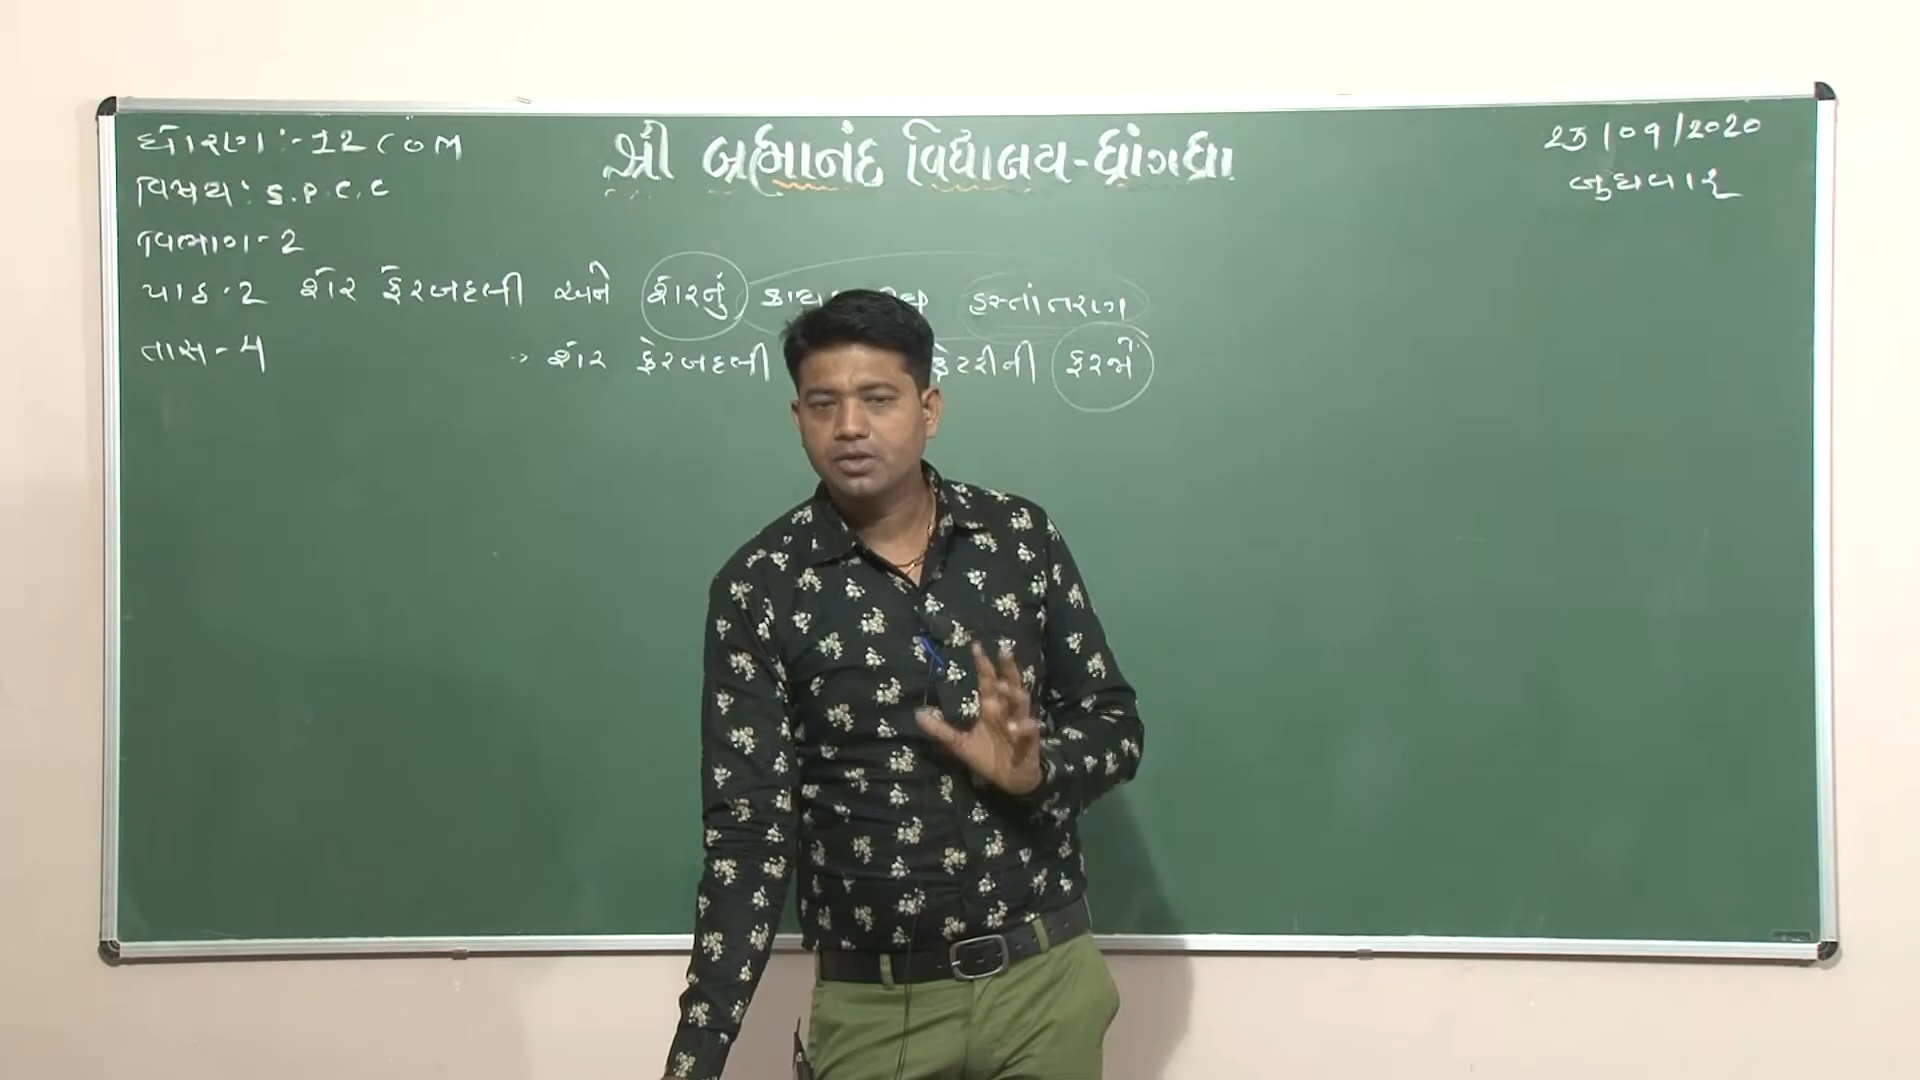 શ્રી બ્રહ્માનંદ વિદ્યાલય-ધ્રાંગધ્રા
23/09/2020
બુધવાર
ધોરણ:-12 COM
વિષય: S.P.C.C
વિભાગ-2
પાઠ-2 શેર ફેરબદલી અને શેરનું હસ્તાંતરણ
તાસ-4
શેર ફેરબદલી ફરજો